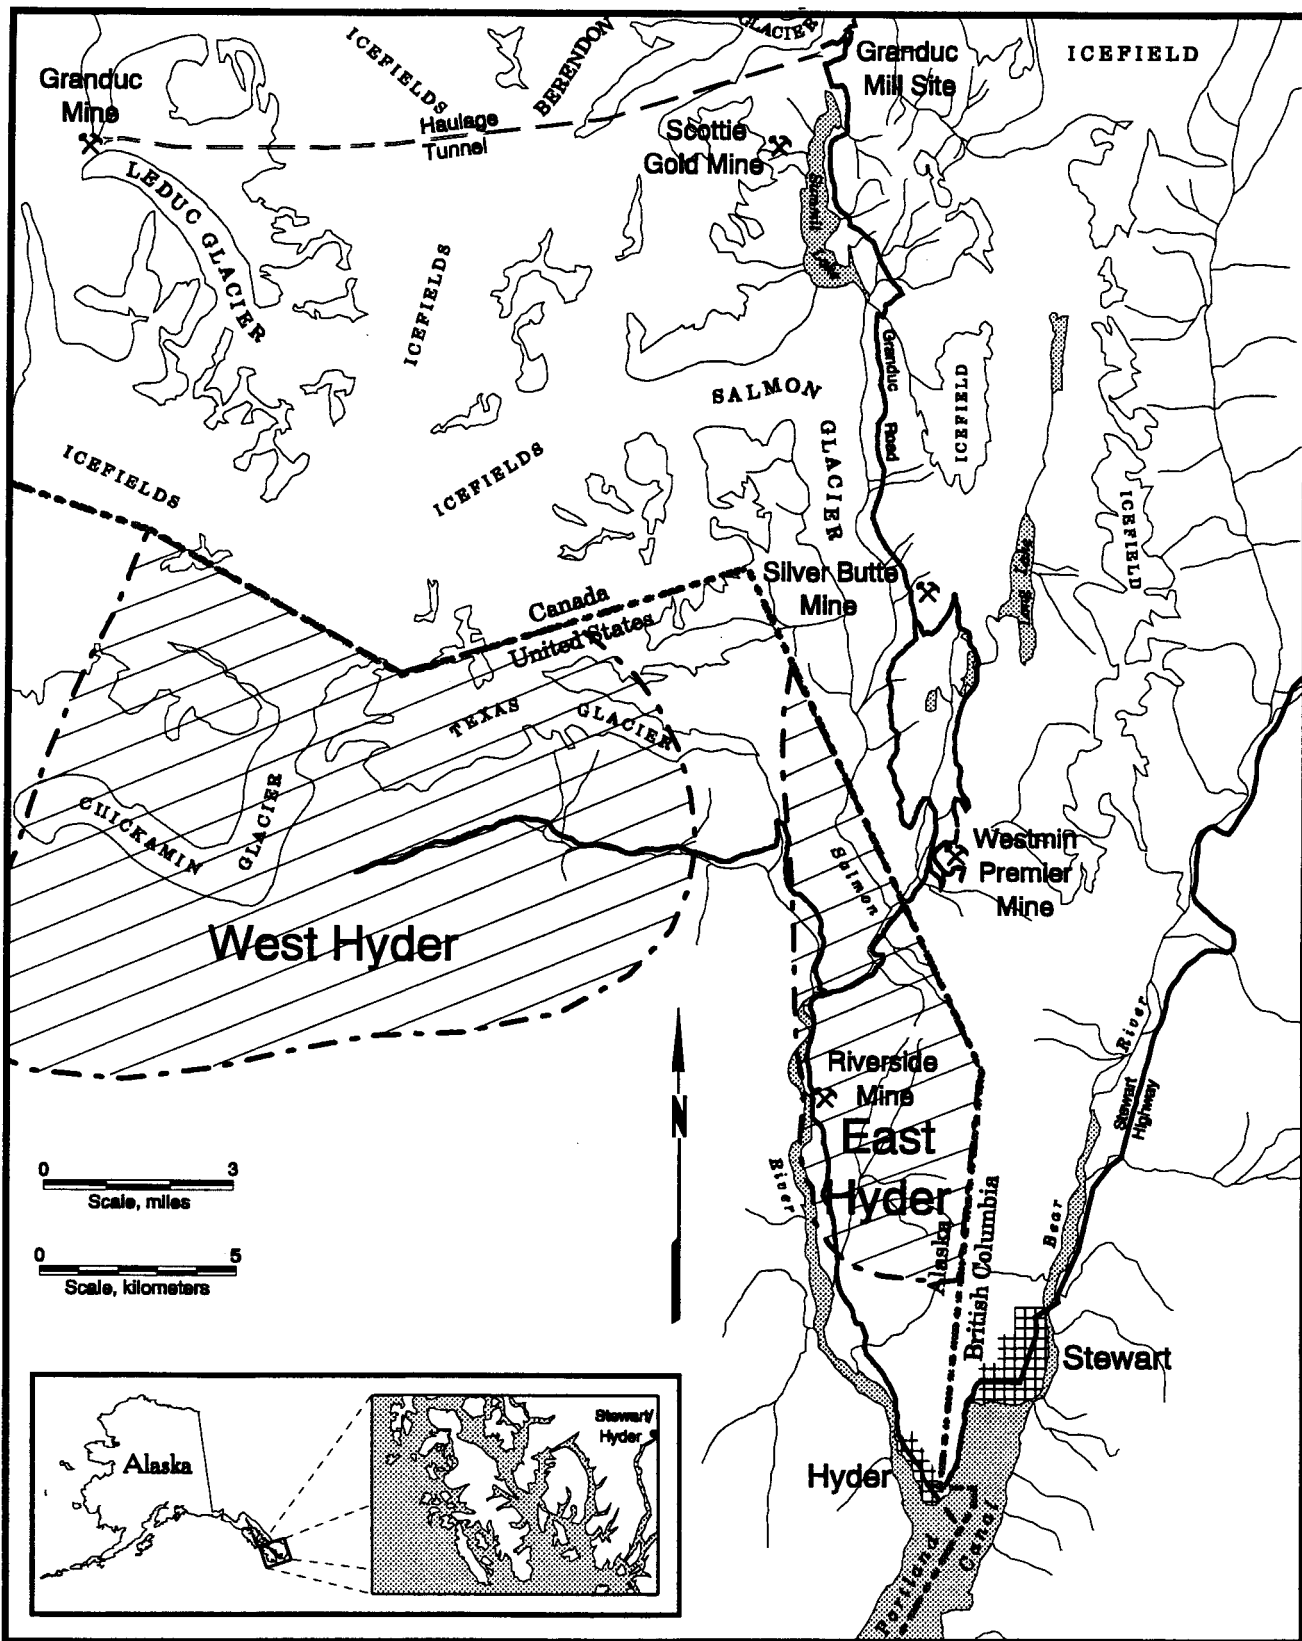 GLACIER
Granduc
Mill Site
ICEFIELD
Granduc
Mine
ICEFIELDS
BERENDON
Haulage
Tunnel
Scottie
Gold Mine
LEDUC GLACIER
Summit
Lake
ICEFIELDS
Granduc
Road
SALMON
GLACIER
ICEFIELD
ICEFIELDS
ICEFIELDS
ICEFIELD
Silver Butte
Mine
Lake
Canada
United States
TEXAS
GLACIER
CHICKAMIN
GLACIER
Salmon
Westmin
Premier
Mine
West Hyder
River
Stewart
Highway
Riverside
Mine
N
East
Hyder
River
Alaska
British Columbia
Bear
0 3
Scale, miles
0 5
Scale, kilometers
Stewart
Hyder
Portland
Canal
Alaska
Stewart/
Hyder